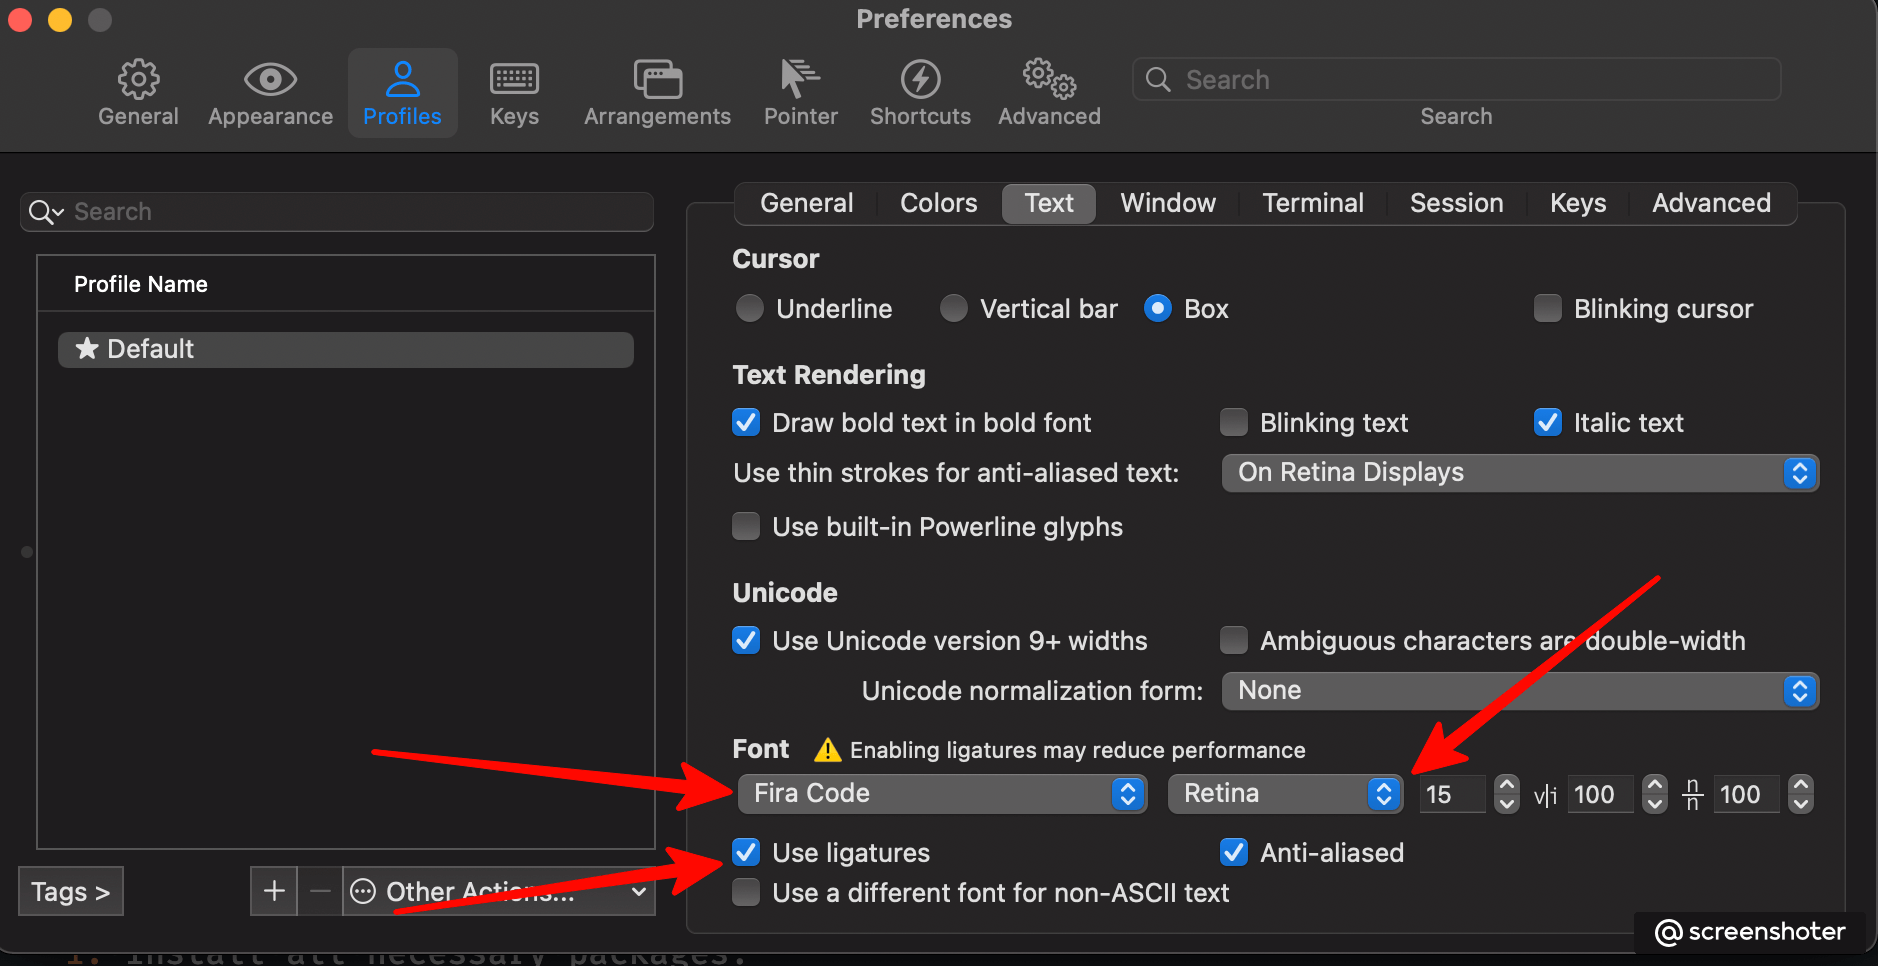 Preferences
General
Appearance
Profiles
Keys
Arrangements
Pointer
Shortcuts
Advanced
Search
Search
Search
General
Colors
Text
Window
Terminal
Session
Keys
Advanced
Profile Name
★ Default
Cursor
Underline
Vertical bar
Box
Blinking cursor
Text Rendering
Draw bold text in bold font
Blinking text
Italic text
Use thin strokes for anti-aliased text:
On Retina Displays
Use built-in Powerline glyphs
Unicode
Use Unicode version 9+ widths
Ambiguous characters are double-width
Unicode normalization form:
None
Font
Enabling ligatures may reduce performance
Fira Code
Retina
15
v|i
100
n
n
100
Use ligatures
Anti-aliased
Use a different font for non-ASCII text
Tags >
+
−
Other Actions...
@screenshoter
1. Install all necessary packages.